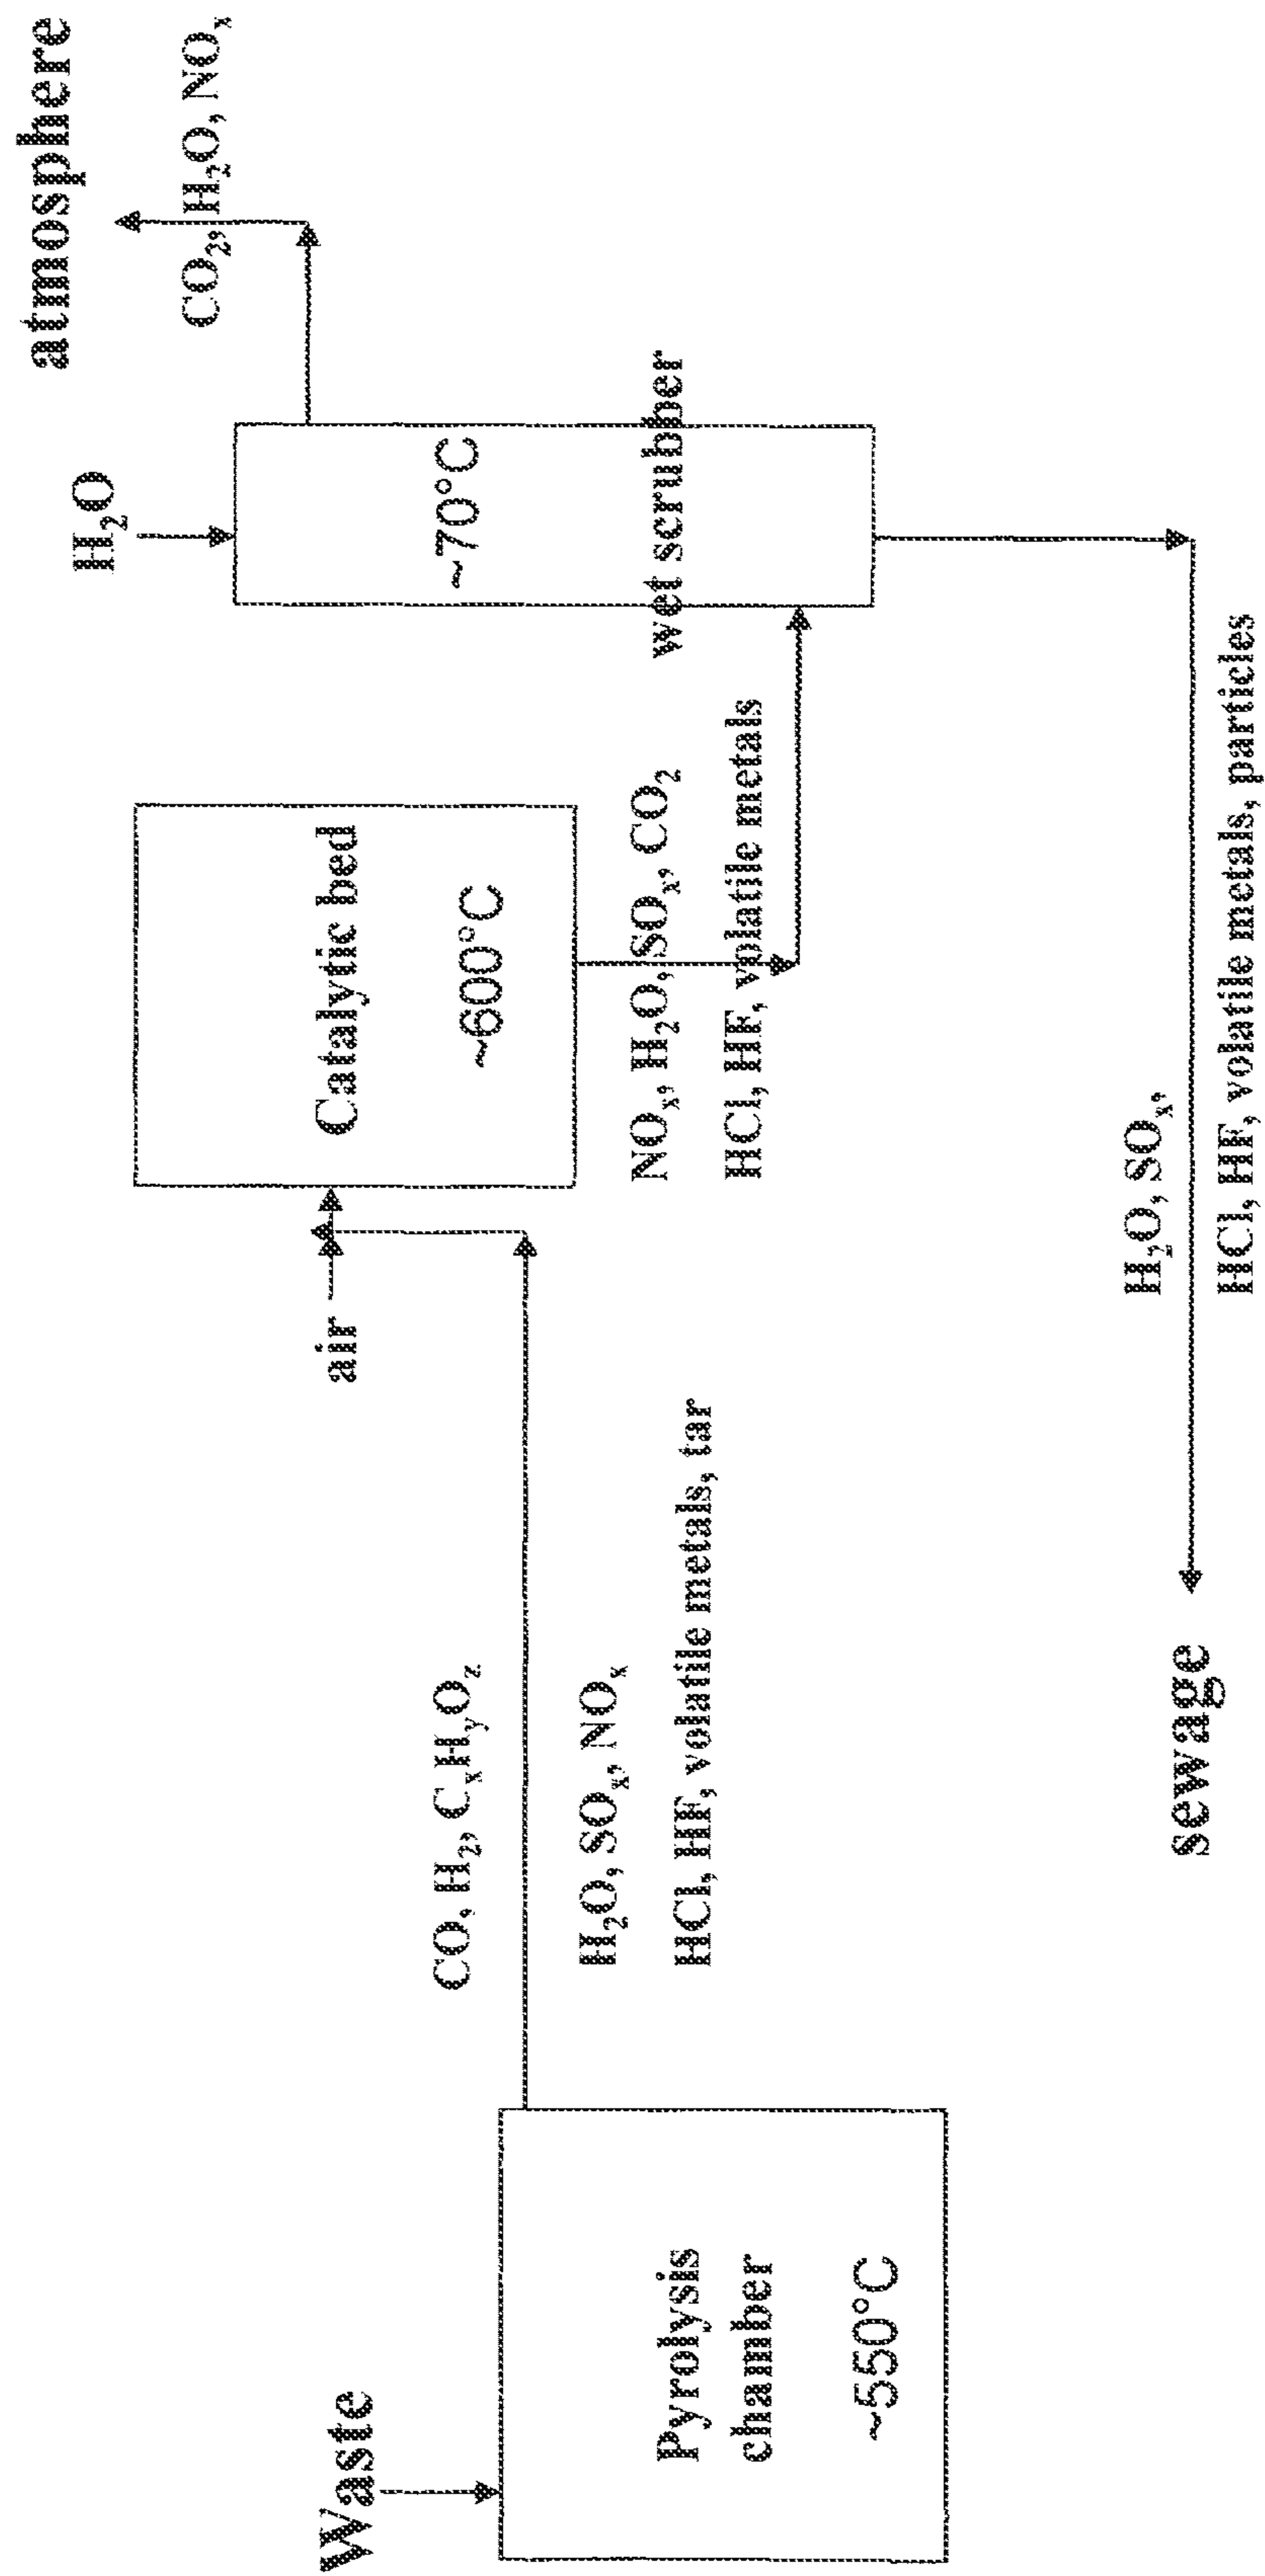 Waste
Pyrolysis
chamber
~550°C
CO, H₂, CₓHᵧO_z
H₂O, SOₓ, NOₓ
HCl, HF, volatile metals, tar
air
Catalytic bed
~600°C
NOₓ, H₂O, SOₓ, CO₂
HCl, HF, volatile metals
H₂O
~70°C
wet scruber
atmosphere
CO₂, H₂O, NOₓ
H₂O, SOₓ,
HCl, HF, volatile metals, particles
sewage